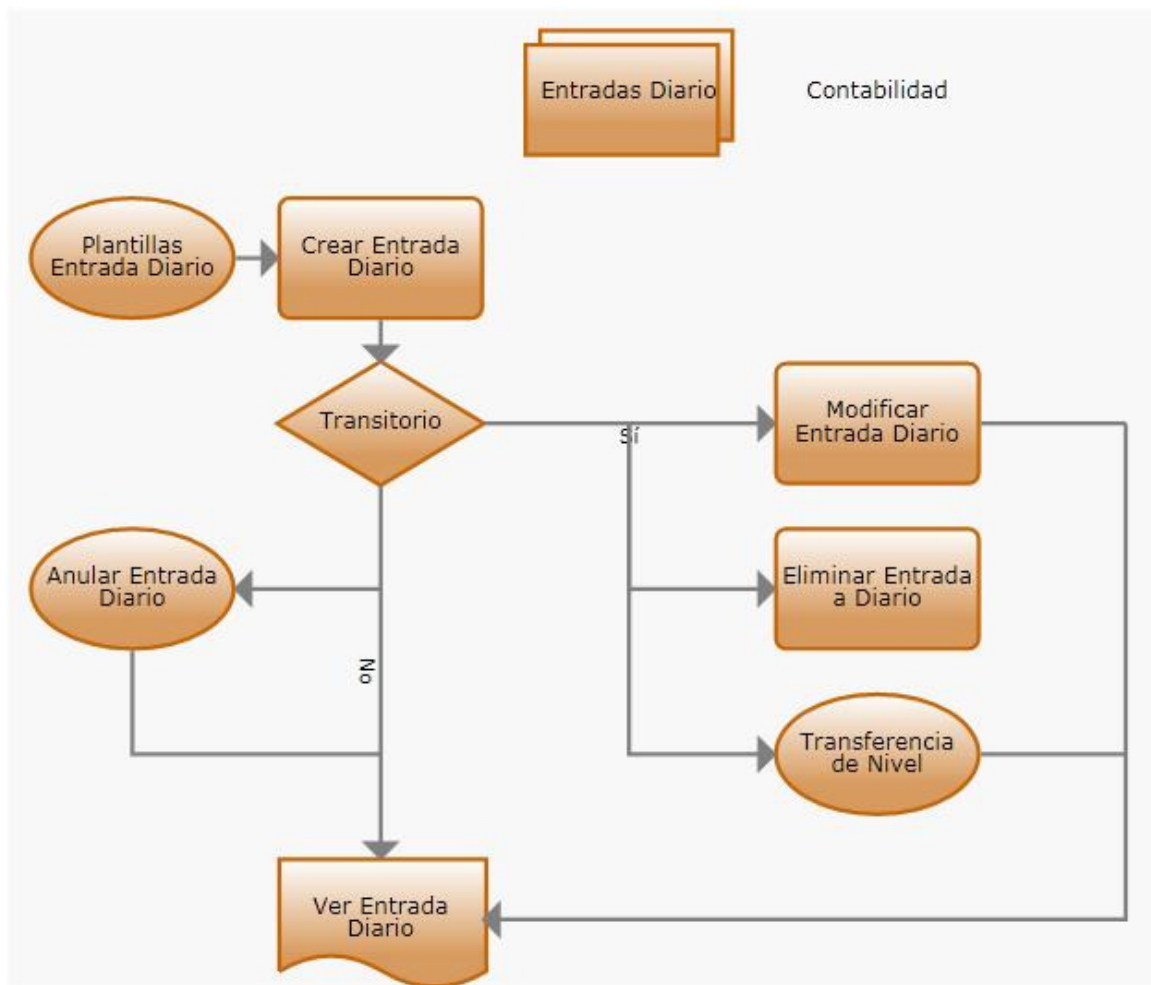 Entradas Diario
Contabilidad
Plantillas
Entrada Diario
Crear Entrada
Diario
Transitorio
Sí
Modificar
Entrada Diario
Anular Entrada
Diario
Eliminar Entrada
a Diario
No
Transferencia
de Nivel
Ver Entrada
Diario